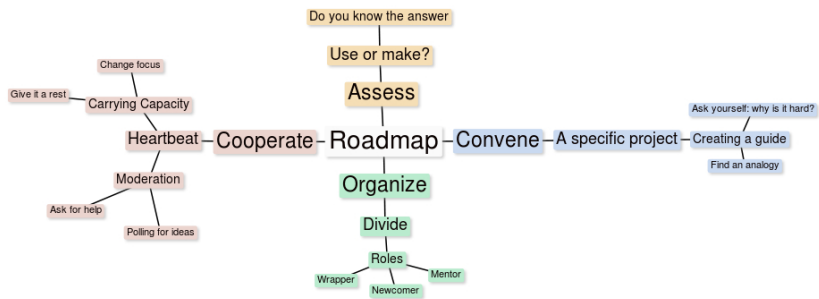 Do you know the answer
Use or make?
Assess
Change focus
Give it a rest
Carrying Capacity
Heartbeat
Cooperate
Roadmap
Convene
A specific project
Ask yourself: why is it hard?
Creating a guide
Find an analogy
Moderation
Ask for help
Polling for ideas
Organize
Divide
Roles
Wrapper
Newcomer
Mentor